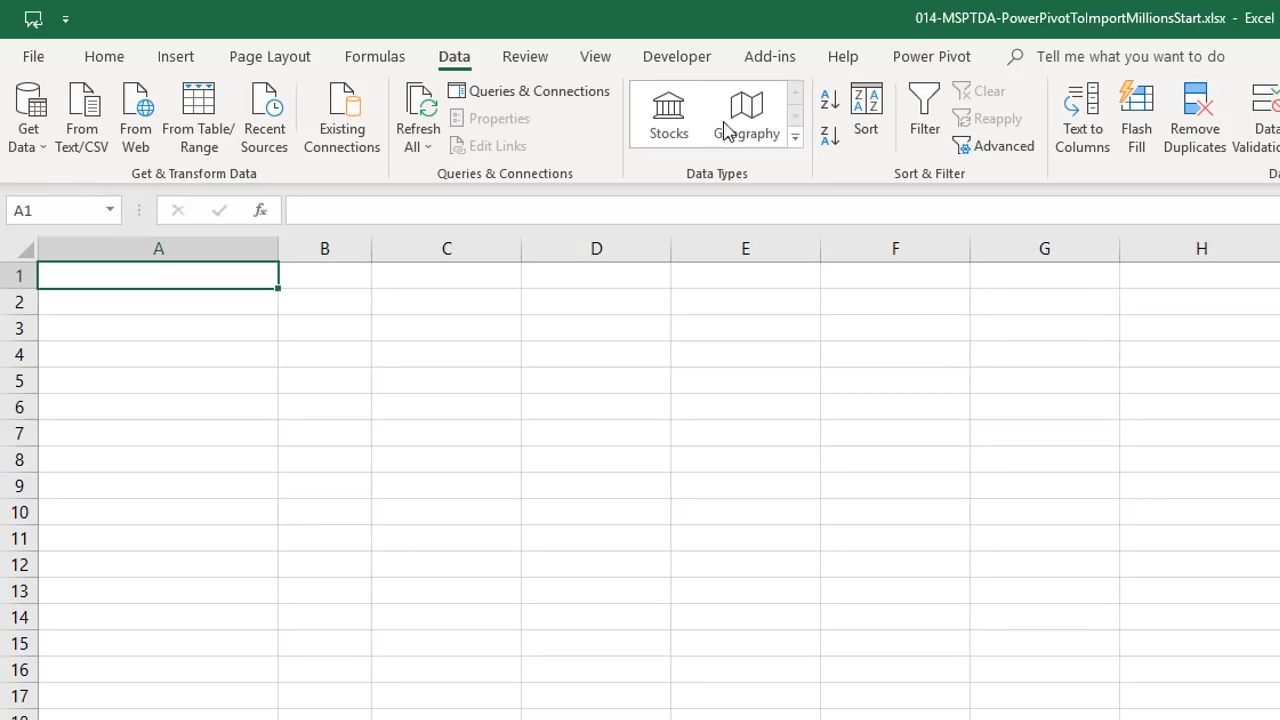 014-MSPTDA-PowerPivotToImportMillionsStart.xlsx - Excel
File Home Insert Page Layout Formulas Data Review View Developer Add-ins Help Power Pivot Tell me what you want to do
Get Data
From Text/CSV
From Web
From Table/ Range
Recent Sources
Existing Connections
Get & Transform Data
Refresh All
Queries & Connections
Properties
Edit Links
Queries & Connections
Stocks
Geography
Data Types
Sort
Filter
Clear
Reapply
Advanced
Sort & Filter
Text to Columns
Flash Fill
Remove Duplicates
Data
A1
fx
A B C D E F G H
1
2
3
4
5
6
7
8
9
10
11
12
13
14
15
16
17